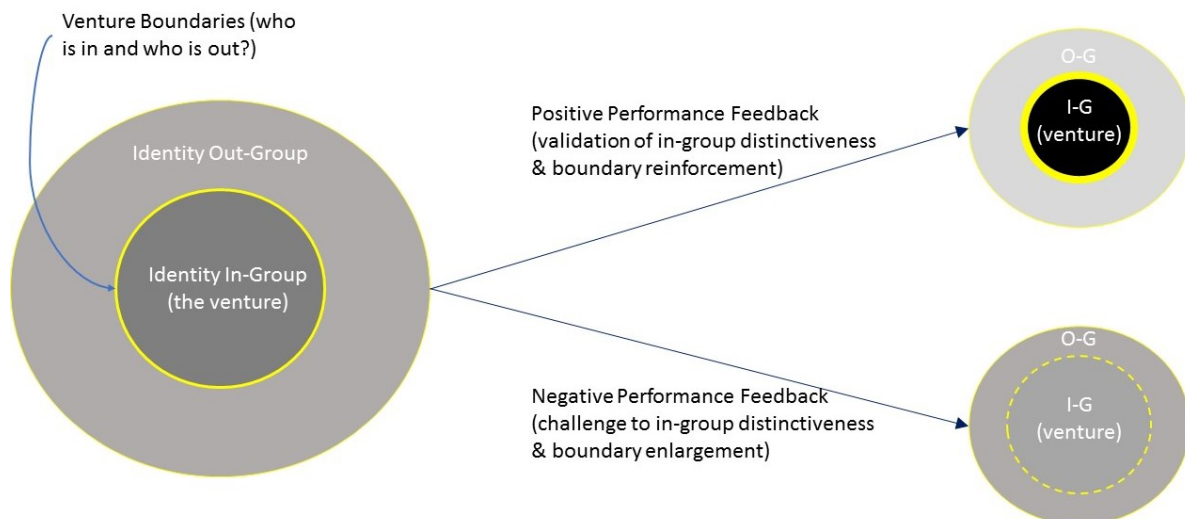 Venture Boundaries (who
is in and who is out?)
Identity Out-Group
Identity In-Group
(the venture)
Positive Performance Feedback
(validation of in-group distinctiveness
& boundary reinforcement)
O-G
I-G
(venture)
Negative Performance Feedback
(challenge to in-group distinctiveness
& boundary enlargement)
O-G
I-G
(venture)